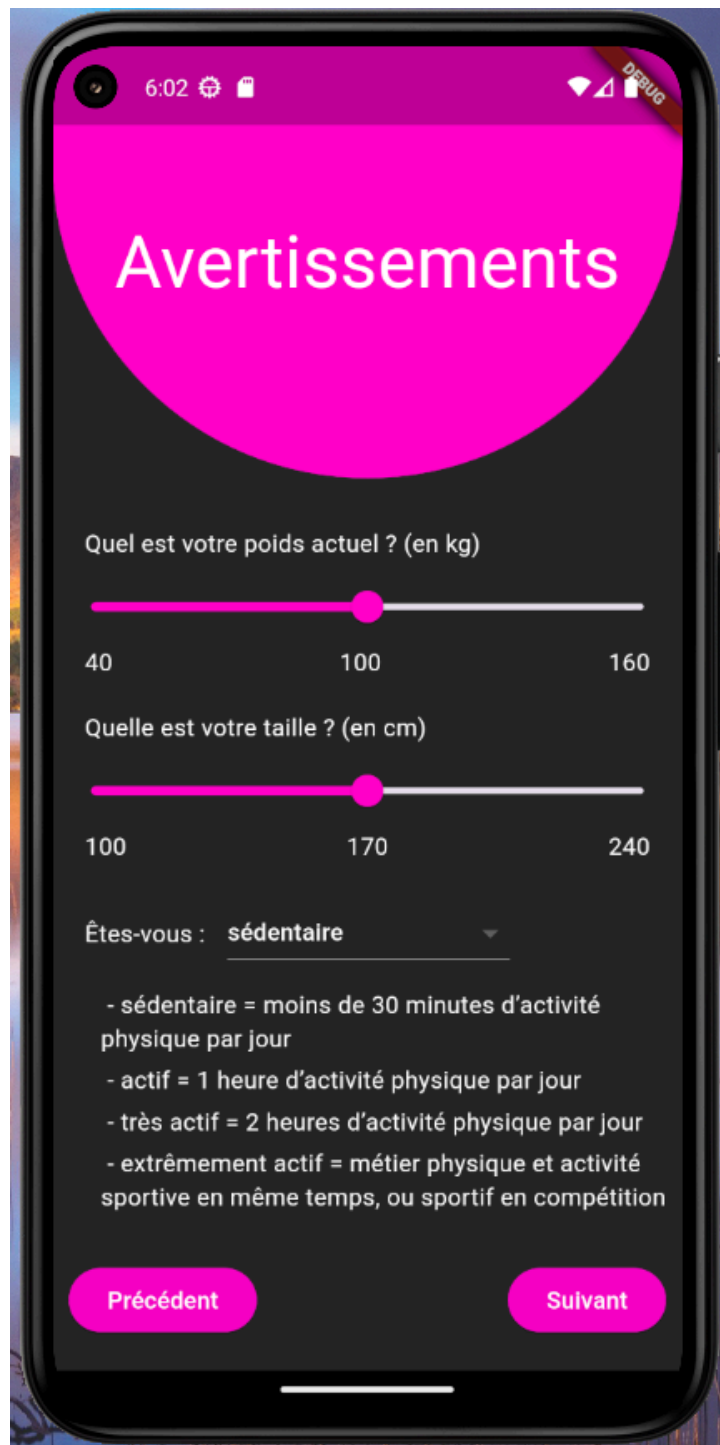 6:02
DEBUG
Avertissements
Quel est votre poids actuel ? (en kg)
40 100 160
Quelle est votre taille ? (en cm)
100 170 240
Êtes-vous : sédentaire
- sédentaire = moins de 30 minutes d’activité
physique par jour
- actif = 1 heure d’activité physique par jour
- très actif = 2 heures d’activité physique par jour
- extrêmement actif = métier physique et activité
sportive en même temps, ou sportif en compétition
Précédent Suivant